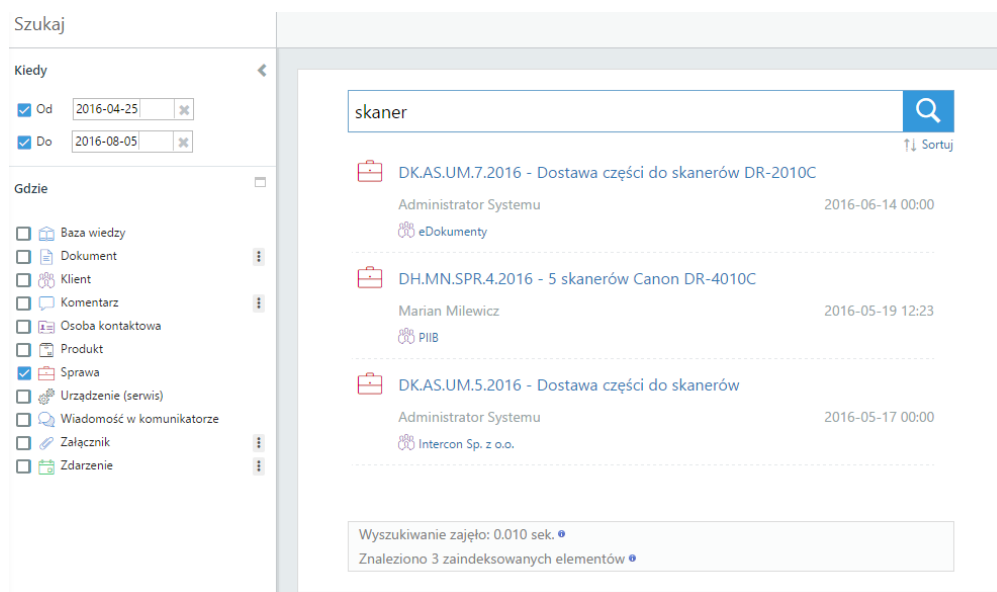 Szukaj
Kiedy
Od 2016-04-25
Do 2016-08-05
Gdzie
Baza wiedzy
Dokument
Klient
Komentarz
Osoba kontaktowa
Produkt
Sprawa
Urządzenie (serwis)
Wiadomość w komunikatorze
Załącznik
Zdarzenie
skaner
Sortuj
DK.AS.UM.7.2016 - Dostawa części do skanerów DR-2010C
Administrator Systemu 2016-06-14 00:00
eDokumenty
DH.MN.SPR.4.2016 - 5 skanerów Canon DR-4010C
Marian Milewicz 2016-05-19 12:23
PIIB
DK.AS.UM.5.2016 - Dostawa części do skanerów
Administrator Systemu 2016-05-17 00:00
Intercon Sp. z o.o.
Wyszukiwanie zajęło: 0.010 sek.
Znaleziono 3 zaindeksowanych elementów